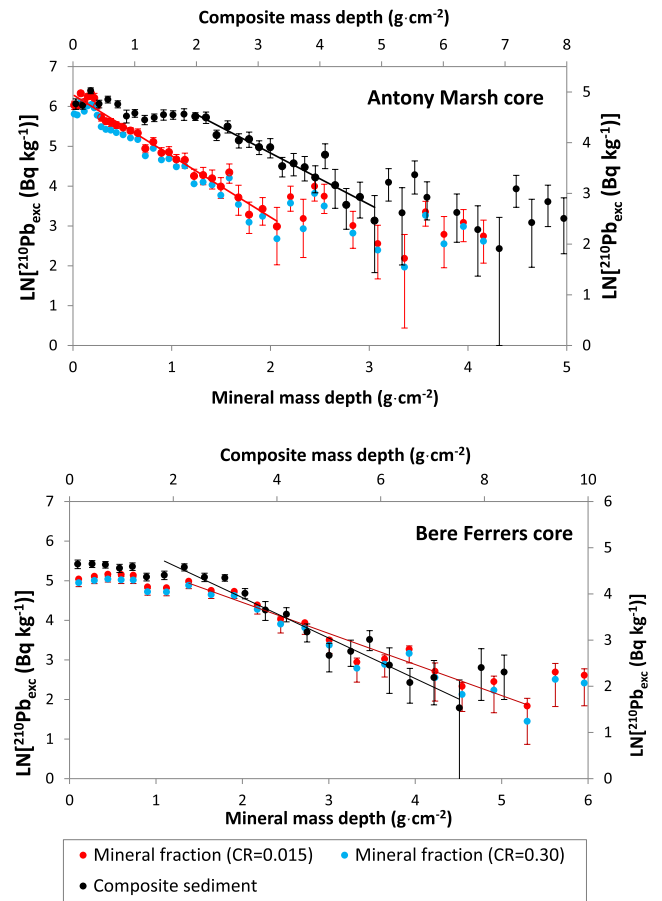 Composite mass depth (g·cm-2)
0 1 2 3 4 5 6 7 8
Antony Marsh core
LN[210Pbexc (Bq kg-1)]
7
6
5
4
3
2
1
0
5
4
3
2
1
0
LN[210Pbexc (Bq kg-1)]
0 1 2 3 4 5
Mineral mass depth (g·cm-2)
Composite mass depth (g·cm-2)
0 2 4 6 8 10
Bere Ferrers core
LN[210Pbexc (Bq kg-1)]
7
6
5
4
3
2
1
0
6
5
4
3
2
1
0
LN[210Pbexc (Bq kg-1)]
0 1 2 3 4 5 6
Mineral mass depth (g·cm-2)
Mineral fraction (CR=0.015)
Mineral fraction (CR=0.30)
Composite sediment